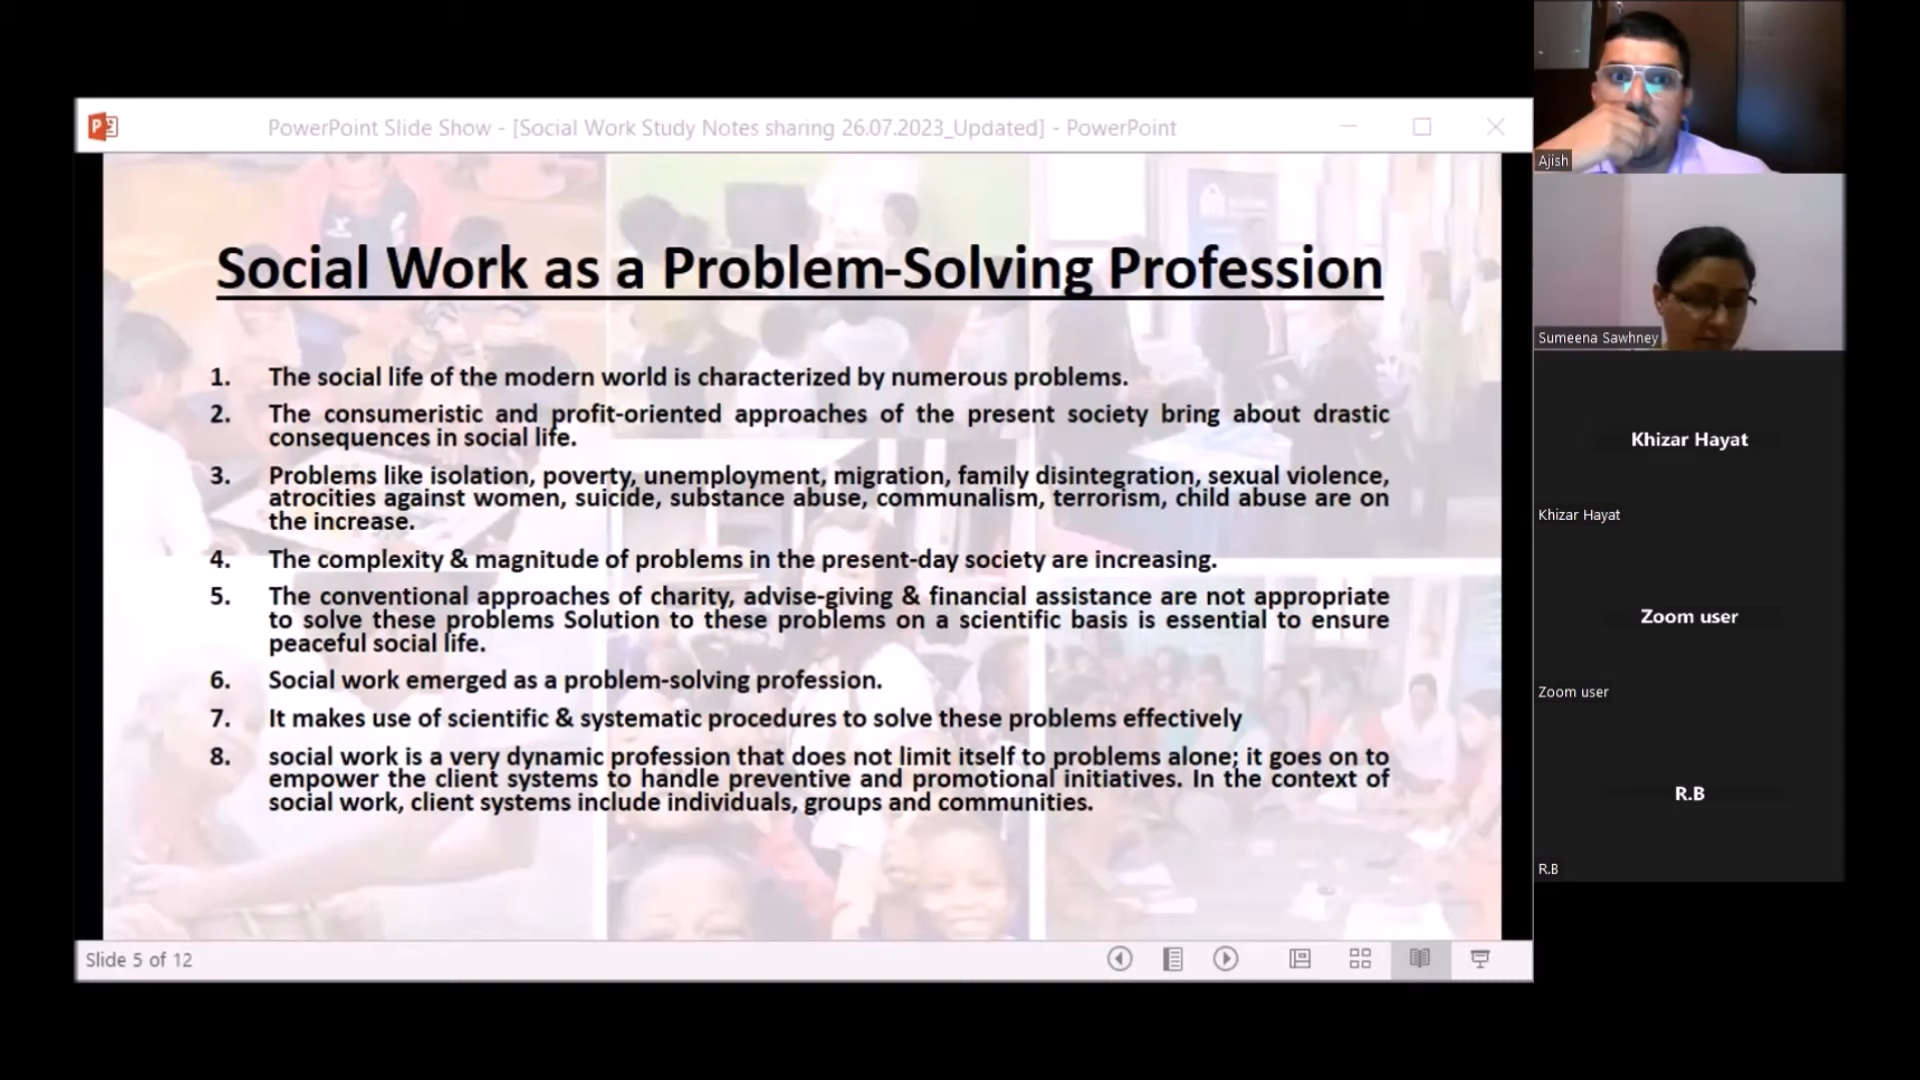 PowerPoint Slide Show - [Social Work Study Notes sharing 26.07.2023_Updated] - PowerPoint
Social Work as a Problem-Solving Profession
1. The social life of the modern world is characterized by numerous problems.
2. The consumeristic and profit-oriented approaches of the present society bring about drastic
consequences in social life.
3. Problems like isolation, poverty, unemployment, migration, family disintegration, sexual violence,
atrocities against women, suicide, substance abuse, communalism, terrorism, child abuse are on
the increase.
4. The complexity & magnitude of problems in the present-day society are increasing.
5. The conventional approaches of charity, advise-giving & financial assistance are not appropriate
to solve these problems Solution to these problems on a scientific basis is essential to ensure
peaceful social life.
6. Social work emerged as a problem-solving profession.
7. It makes use of scientific & systematic procedures to solve these problems effectively
8. social work is a very dynamic profession that does not limit itself to problems alone; it goes on to
empower the client systems to handle preventive and promotional initiatives. In the context of
social work, client systems include individuals, groups and communities.
Slide 5 of 12
Ajish
Sumeena Sawhney
Khizar Hayat
Khizar Hayat
Zoom user
Zoom user
R.B
R.B